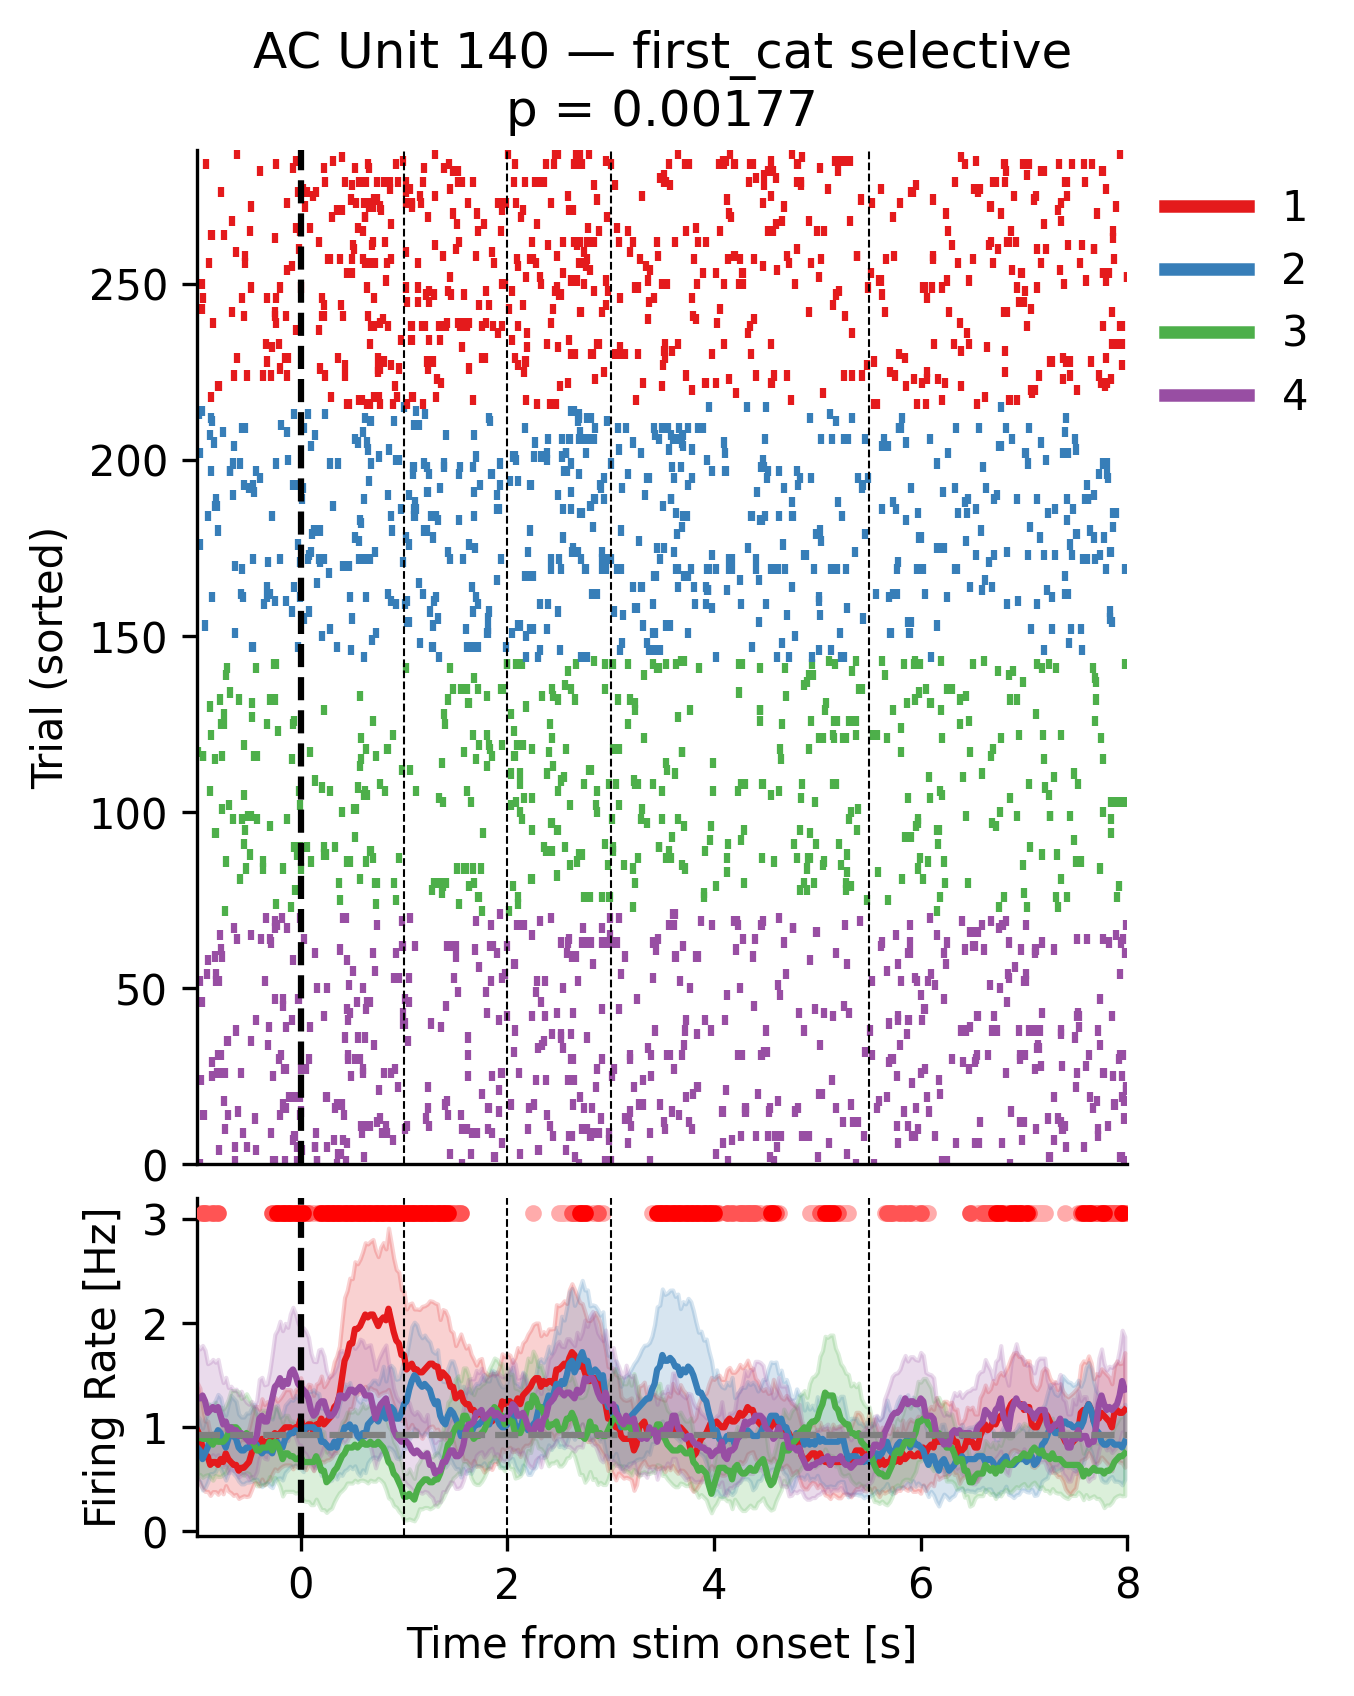 AC Unit 140 — first_cat selective
p = 0.00177
1
2
3
4
250
200
150
100
50
0
Trial (sorted)
3
2
1
0
Firing Rate [Hz]
0 2 4 6 8
Time from stim onset [s]